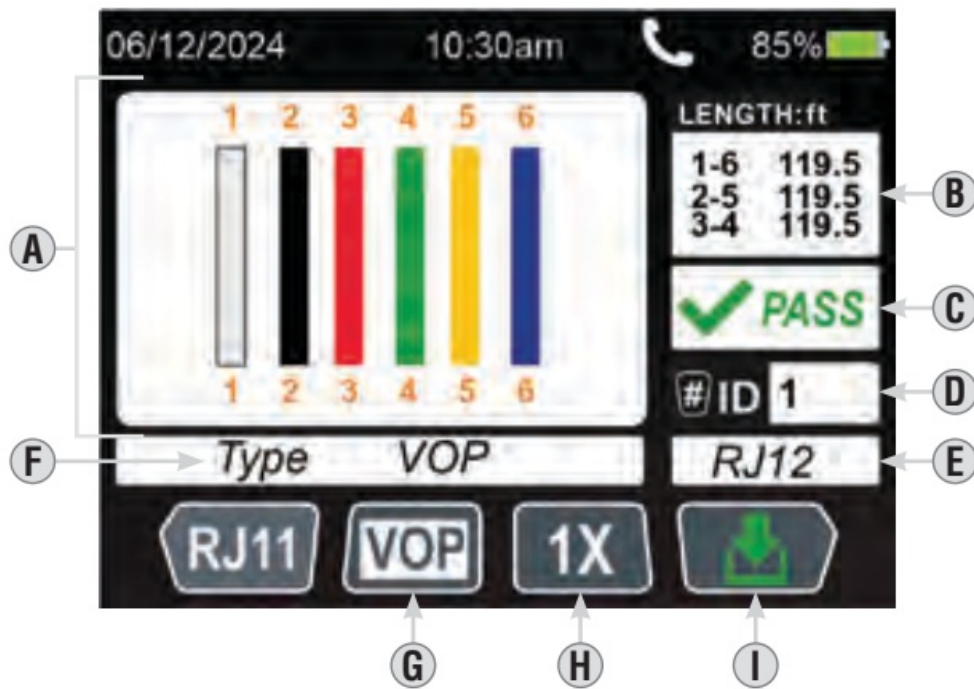 06/12/2024 10:30am 85%
1 2 3 4 5 6
1 2 3 4 5 6
LENGTH:ft
1-6 119.5
2-5 119.5
3-4 119.5
PASS
# ID 1
Type VOP
RJ12
RJ11 VOP 1X
A
B
C
D
E
F
G
H
I